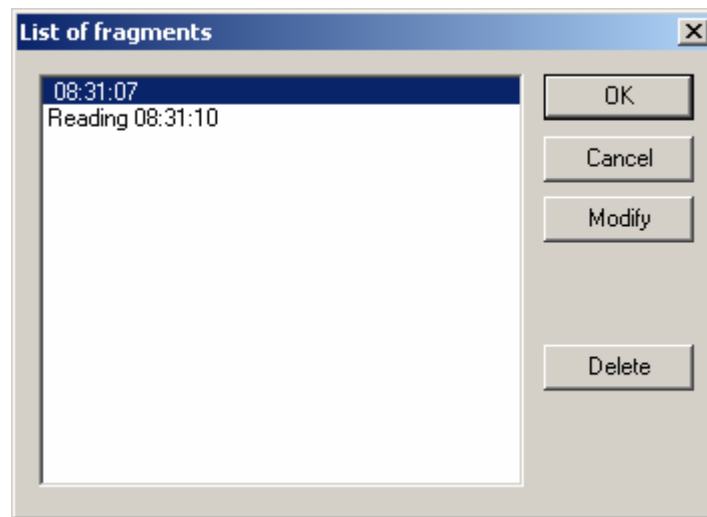 List of fragments
08:31:07
Reading 08:31:10
OK
Cancel
Modify
Delete